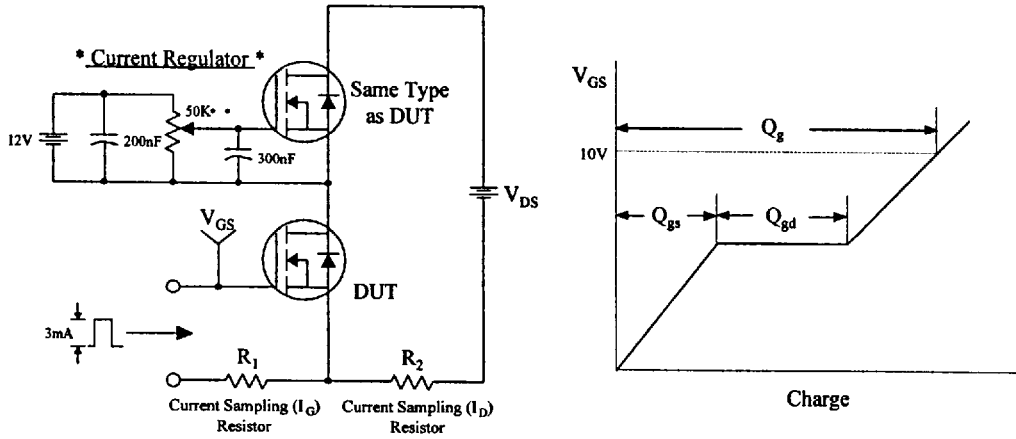 * Current Regulator *
12V
200nF
50K
300nF
Same Type
as DUT
V_DS
V_GS
DUT
3mA
R_1
R_2
Current Sampling (I_G)
Resistor
Current Sampling (I_D)
Resistor
V_GS
10V
Q_g
Q_gs
Q_gd
Charge